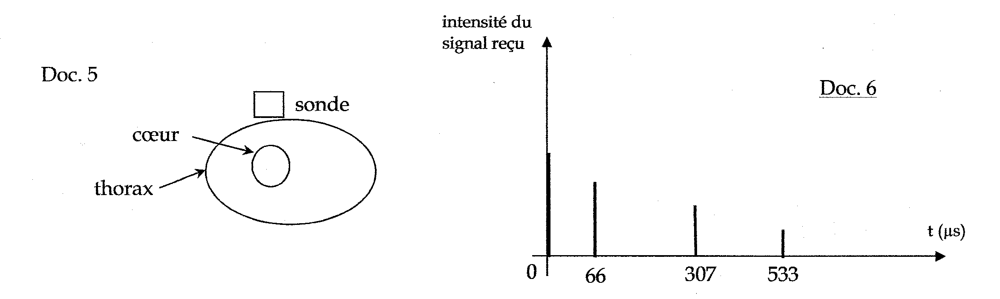 Doc. 5
sonde
cœur
thorax
intensité du
signal reçu
Doc. 6
t (µs)
0
66
307
533